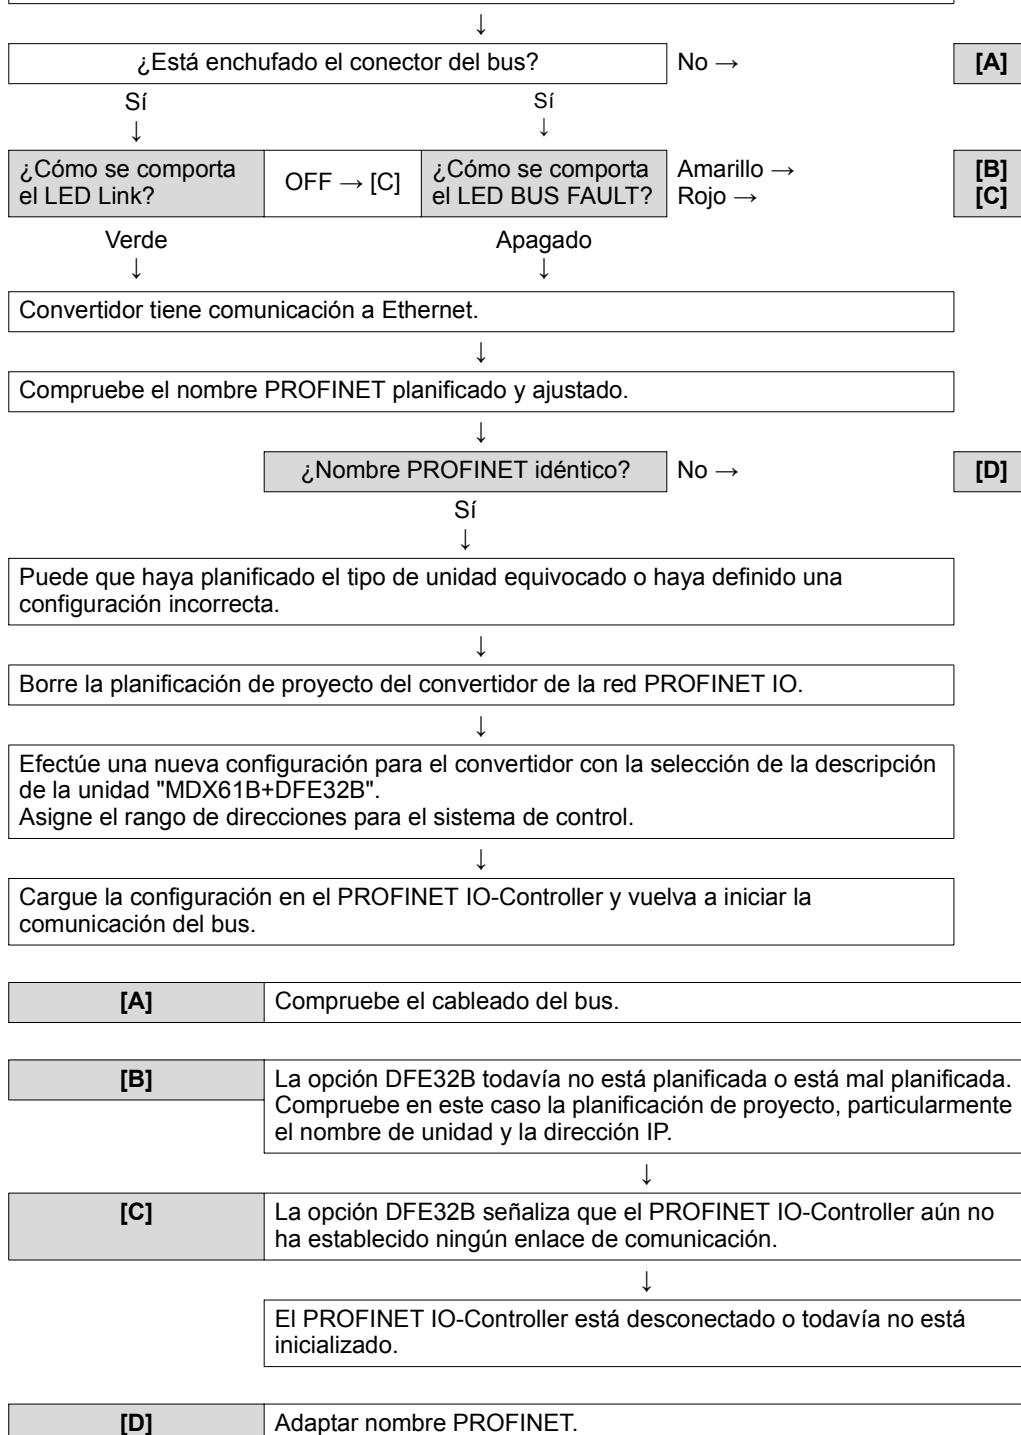 ↓
¿Está enchufado el conector del bus? No → [A]
Sí Sí
↓ ↓
¿Cómo se comporta
el LED Link?
OFF → [C]
¿Cómo se comporta
el LED BUS FAULT?
Amarillo → [B]
Rojo → [C]
Verde Apagado
↓ ↓
Convertidor tiene comunicación a Ethernet.
↓
Compruebe el nombre PROFINET planificado y ajustado.
↓
¿Nombre PROFINET idéntico? No → [D]
Sí
↓
Puede que haya planificado el tipo de unidad equivocado o haya definido una
configuración incorrecta.
↓
Borre la planificación de proyecto del convertidor de la red PROFINET IO.
↓
Efectúe una nueva configuración para el convertidor con la selección de la descripción
de la unidad "MDX61B+DFE32B".
Asigne el rango de direcciones para el sistema de control.
↓
Cargue la configuración en el PROFINET IO-Controller y vuelva a iniciar la
comunicación del bus.
[A] Compruebe el cableado del bus.
[B] La opción DFE32B todavía no está planificada o está mal planificada.
Compruebe en este caso la planificación de proyecto, particularmente
el nombre de unidad y la dirección IP.
↓
[C] La opción DFE32B señaliza que el PROFINET IO-Controller aún no
ha establecido ningún enlace de comunicación.
↓
El PROFINET IO-Controller está desconectado o todavía no está
inicializado.
[D] Adaptar nombre PROFINET.